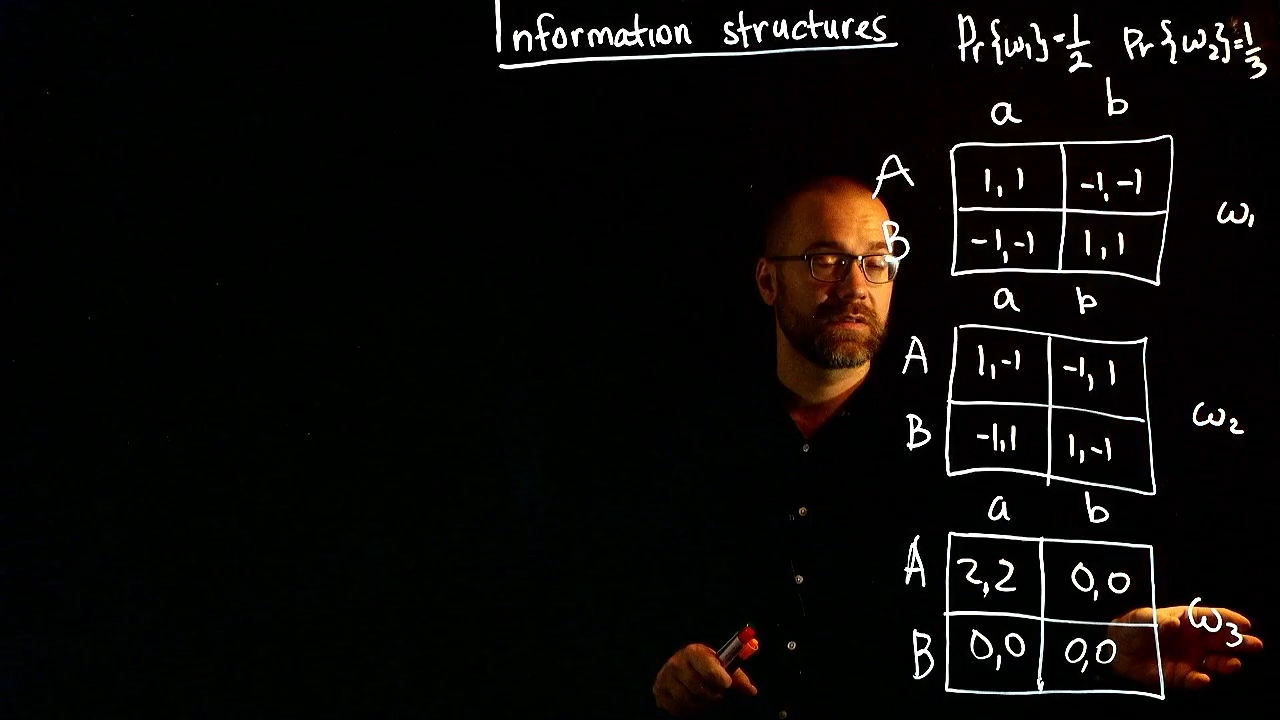 Information structures
Pr{ω₁}=1/2 Pr{ω₂}=1/3
a b
A 1, 1 -1, -1
ω₁
B -1, -1 1, 1
a b
A 1, -1 -1, 1
ω₂
B -1, 1 1, -1
a b
A 2, 2 0, 0
ω₃
B 0, 0 0, 0